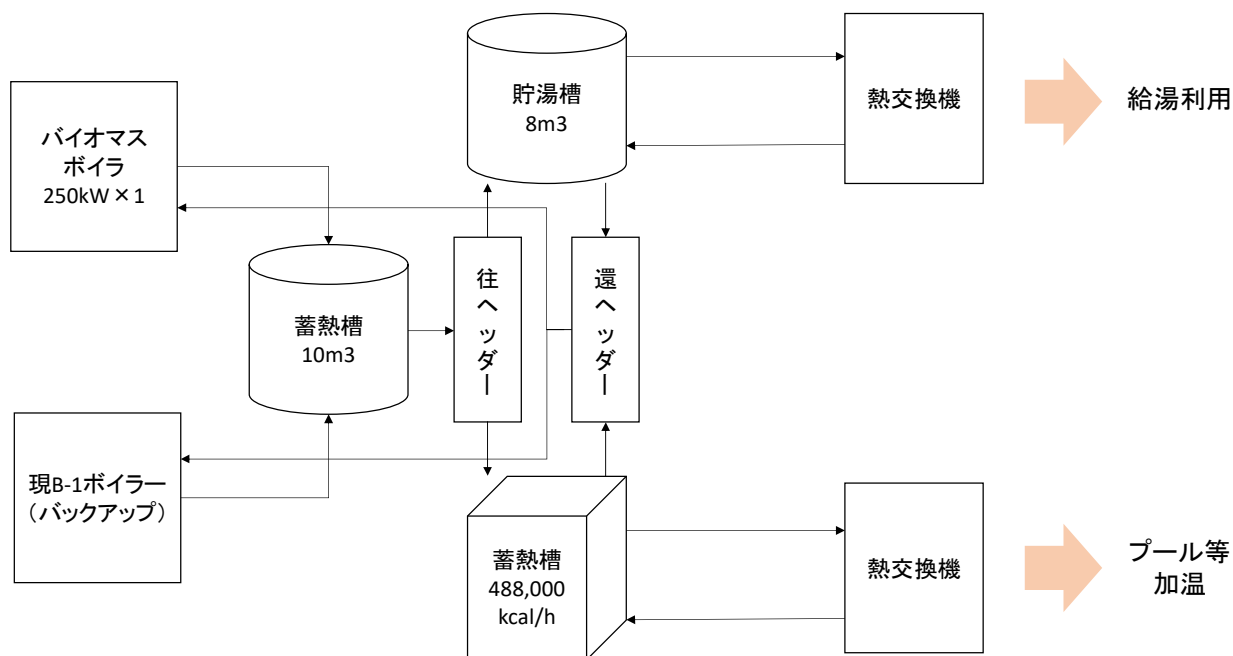 貯湯槽
8m3
熱交換機
給湯利用
バイオマス
ボイラ
250kW×1
往ヘッダー
還ヘッダー
蓄熱槽
10m3
現B-1ボイラー
（バックアップ）
蓄熱槽
488,000
kcal/h
熱交換機
プール等
加温